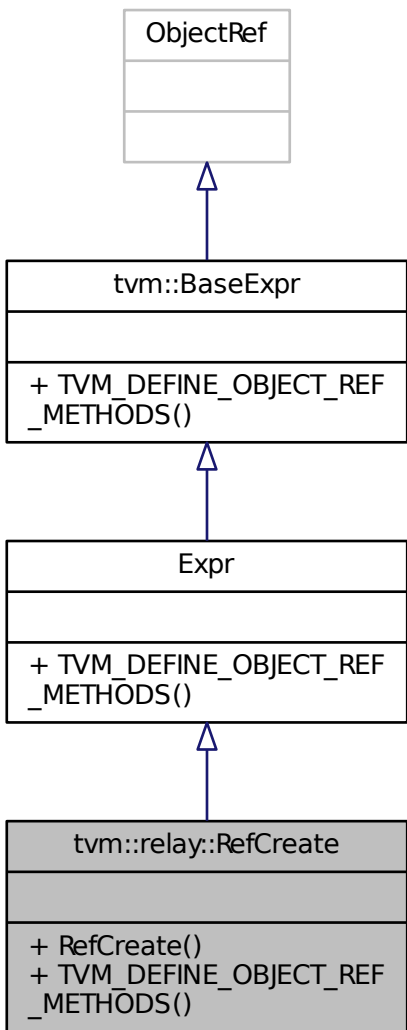 ObjectRef
tvm::BaseExpr
+ TVM_DEFINE_OBJECT_REF
_METHODS()
Expr
+ TVM_DEFINE_OBJECT_REF
_METHODS()
tvm::relay::RefCreate
+ RefCreate()
+ TVM_DEFINE_OBJECT_REF
_METHODS()